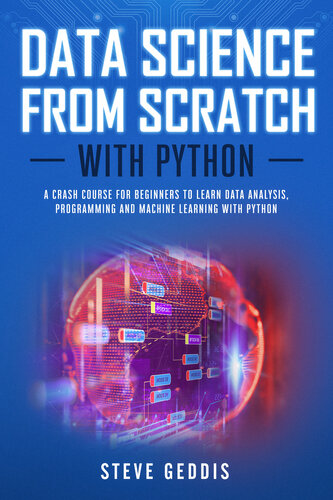 DATA SCIENCE
FROM SCRATCH
WITH PYTHON
A CRASH COURSE FOR BEGINNERS TO LEARN DATA ANALYSIS,
PROGRAMMING AND MACHINE LEARNING WITH PYTHON
STEVE GEDDIS